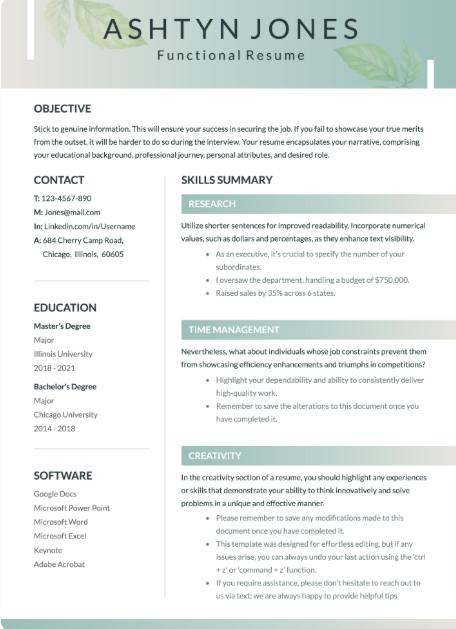 ASHTYN JONES
Functional Resume
OBJECTIVE
Stick to genuine information. This will ensure your success in securing the job. If you fail to showcase your true merits
from the outset, it will be harder to do so during the interview. Your resume encapsulates your narrative, comprising
your educational background, professional journey, personal attributes, and desired role.
CONTACT
T: 123-4567-890
M: Jones@mail.com
In: Linkedin.com/in/Username
A: 684 Cherry Camp Road,
Chicago, Illinois, 60605
EDUCATION
Master's Degree
Major
Illinois University
2018 - 2021
Bachelor's Degree
Major
Chicago University
2014 - 2018
SOFTWARE
Google Docs
Microsoft Power Point
Microsoft Word
Microsoft Excel
Keynote
Adobe Acrobat
SKILLS SUMMARY
RESEARCH
Utilize shorter sentences for improved readability. Incorporate numerical
values, such as dollars and percentages, as they enhance text visibility.
• As an executive, it's crucial to specify the number of your
subordinates.
• I oversaw the department, handling a budget of $750,000.
• Raised sales by 35% across 6 states.
TIME MANAGEMENT
Nevertheless, what about individuals whose job constraints prevent them
from showcasing efficiency enhancements and triumphs in competitions?
• Highlight your dependability and ability to consistently deliver
high-quality work.
• Remember to save the alterations to this document once you
have completed it.
CREATIVITY
In the creativity section of a resume, you should highlight any experiences
or skills that demonstrate your ability to think innovatively and solve
problems in a unique and effective manner.
• Please remember to save any modifications made to this
document once you have completed it.
• This template was designed for effortless editing, but if any
issues arise, you can always undo your last action using the 'ctrl
+ z' or 'command + z' function.
• If you require assistance, please don't hesitate to reach out to
us via text; we are always happy to provide helpful tips.